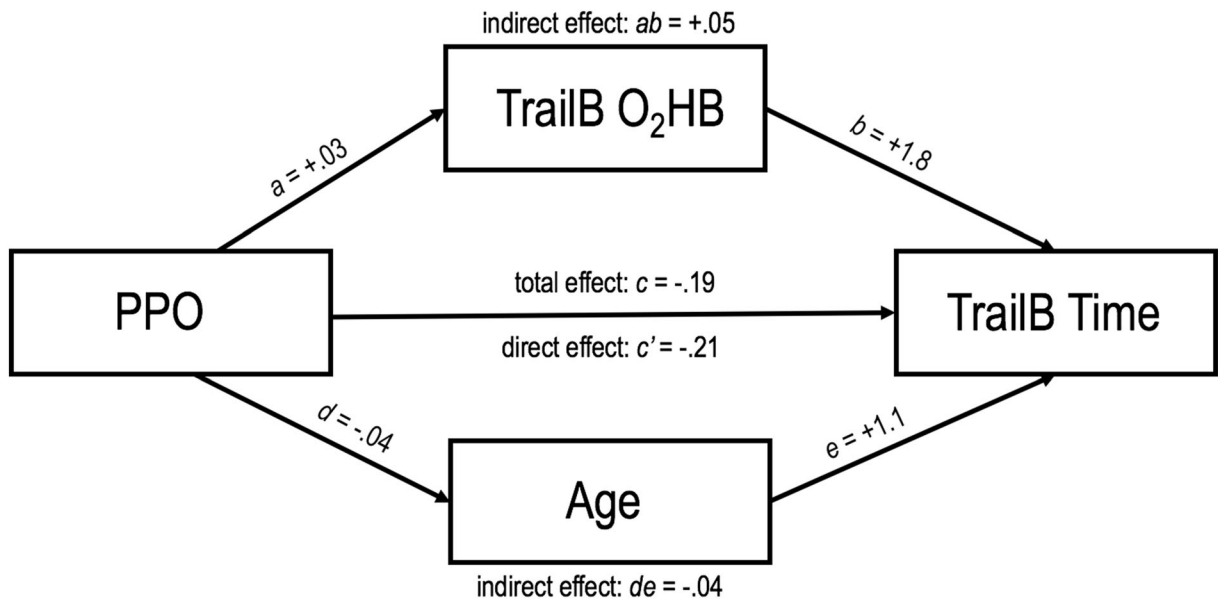 indirect effect: ab = +.05
TrailB O₂HB
a = +.03
b = +1.8
PPO
total effect: c = -.19
direct effect: c’ = -.21
TrailB Time
d = -.04
e = +1.1
Age
indirect effect: de = -.04